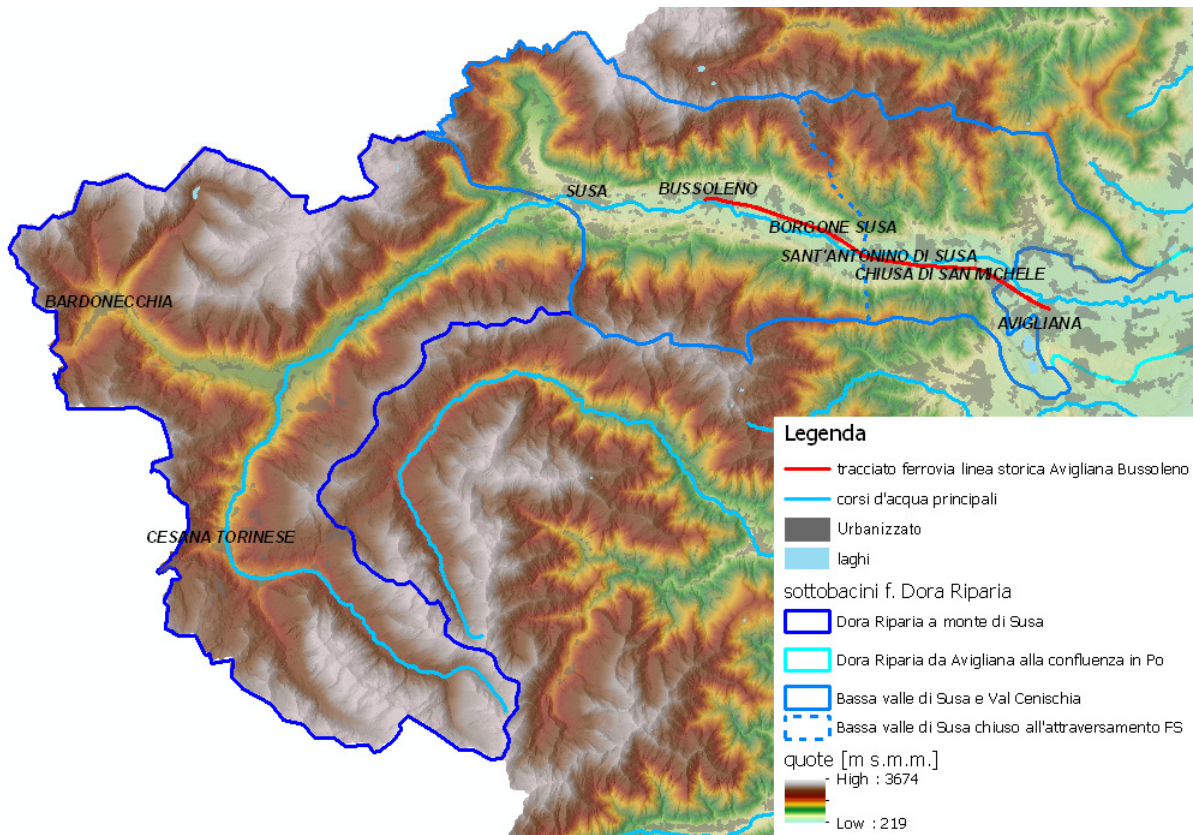 SUSA
BUSSOLENO
BORGONE SUSA
SANT'ANTONINO DI SUSA
CHIUSA DI SAN MICHELE
BARDONECCHIA
AVIGLIANA
CESANA TORINESE
Legenda
tracciato ferrovia linea storica Avigliana Bussoleno
corsi d'acqua principali
Urbanizzato
laghi
sottobacini f. Dora Riparia
Dora Riparia a monte di Susa
Dora Riparia da Avigliana alla confluenza in Po
Bassa valle di Susa e Val Cenischia
Bassa valle di Susa chiuso all'attraversamento FS
quote [m s.m.m.]
High : 3674
Low : 219